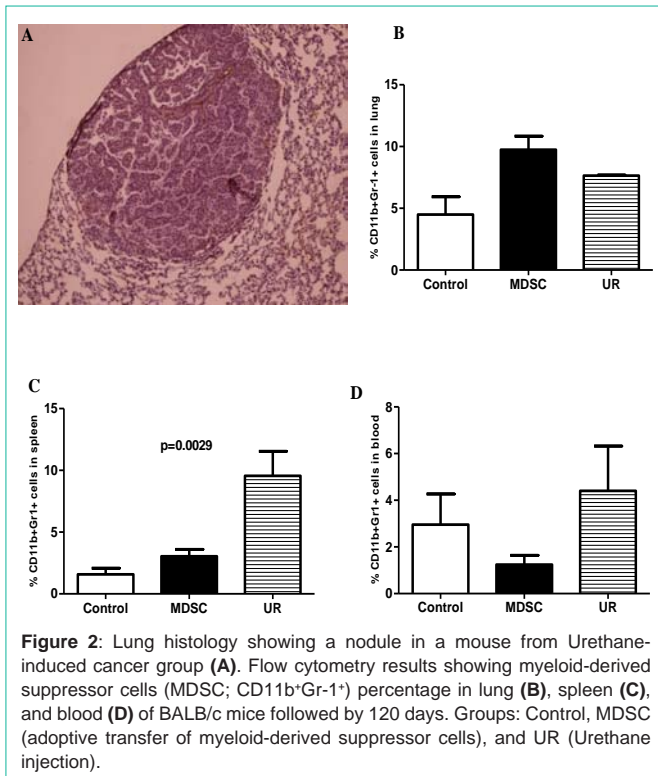 A
B
% CD11b+Gr-1+ cells in lung
15
10
5
0
Control MDSC UR
C
% CD11b+Gr1+ cells in spleen
15
10
5
0
p=0.0029
Control MDSC UR
D
% CD11b+Gr1+ cells in blood
8
6
4
2
0
Control MDSC UR
Figure 2: Lung histology showing a nodule in a mouse from Urethane-
induced cancer group (A). Flow cytometry results showing myeloid-derived
suppressor cells (MDSC; CD11b+Gr-1+) percentage in lung (B), spleen (C),
and blood (D) of BALB/c mice followed by 120 days. Groups: Control, MDSC
(adoptive transfer of myeloid-derived suppressor cells), and UR (Urethane
injection).